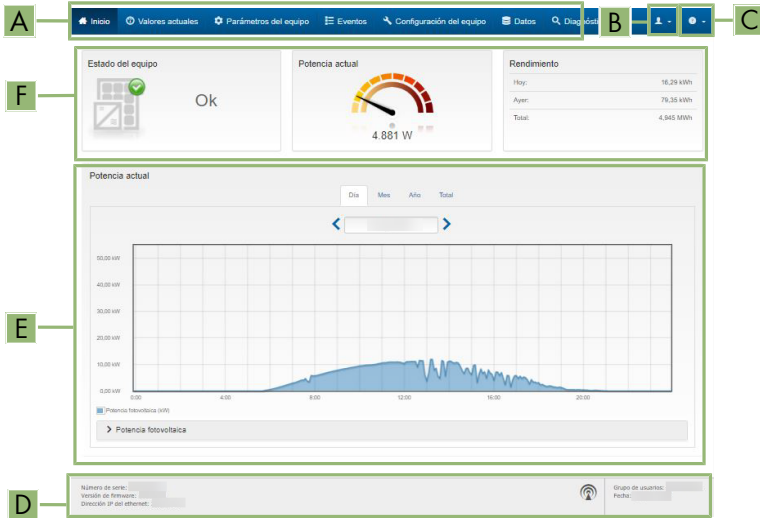 A
Inicio Valores actuales Parámetros del equipo Eventos Configuración del equipo Datos
B
C
F
Estado del equipo
Ok
Potencia actual
4.881 W
Rendimiento
Hoy: 16,29 kWh
Ayer: 79,35 kWh
Total: 4,945 MWh
E
Potencia actual
Día Mes Año Total
50,00 kW
40,00 kW
30,00 kW
20,00 kW
10,00 kW
0,00 kW
0:00 4:00 8:00 12:00 16:00 20:00
Potencia fotovoltaica (kW)
Potencia fotovoltaica
D
Número de serie:
Versión de firmware:
Dirección IP del ethernet:
Grupo de usuarios:
Fecha: